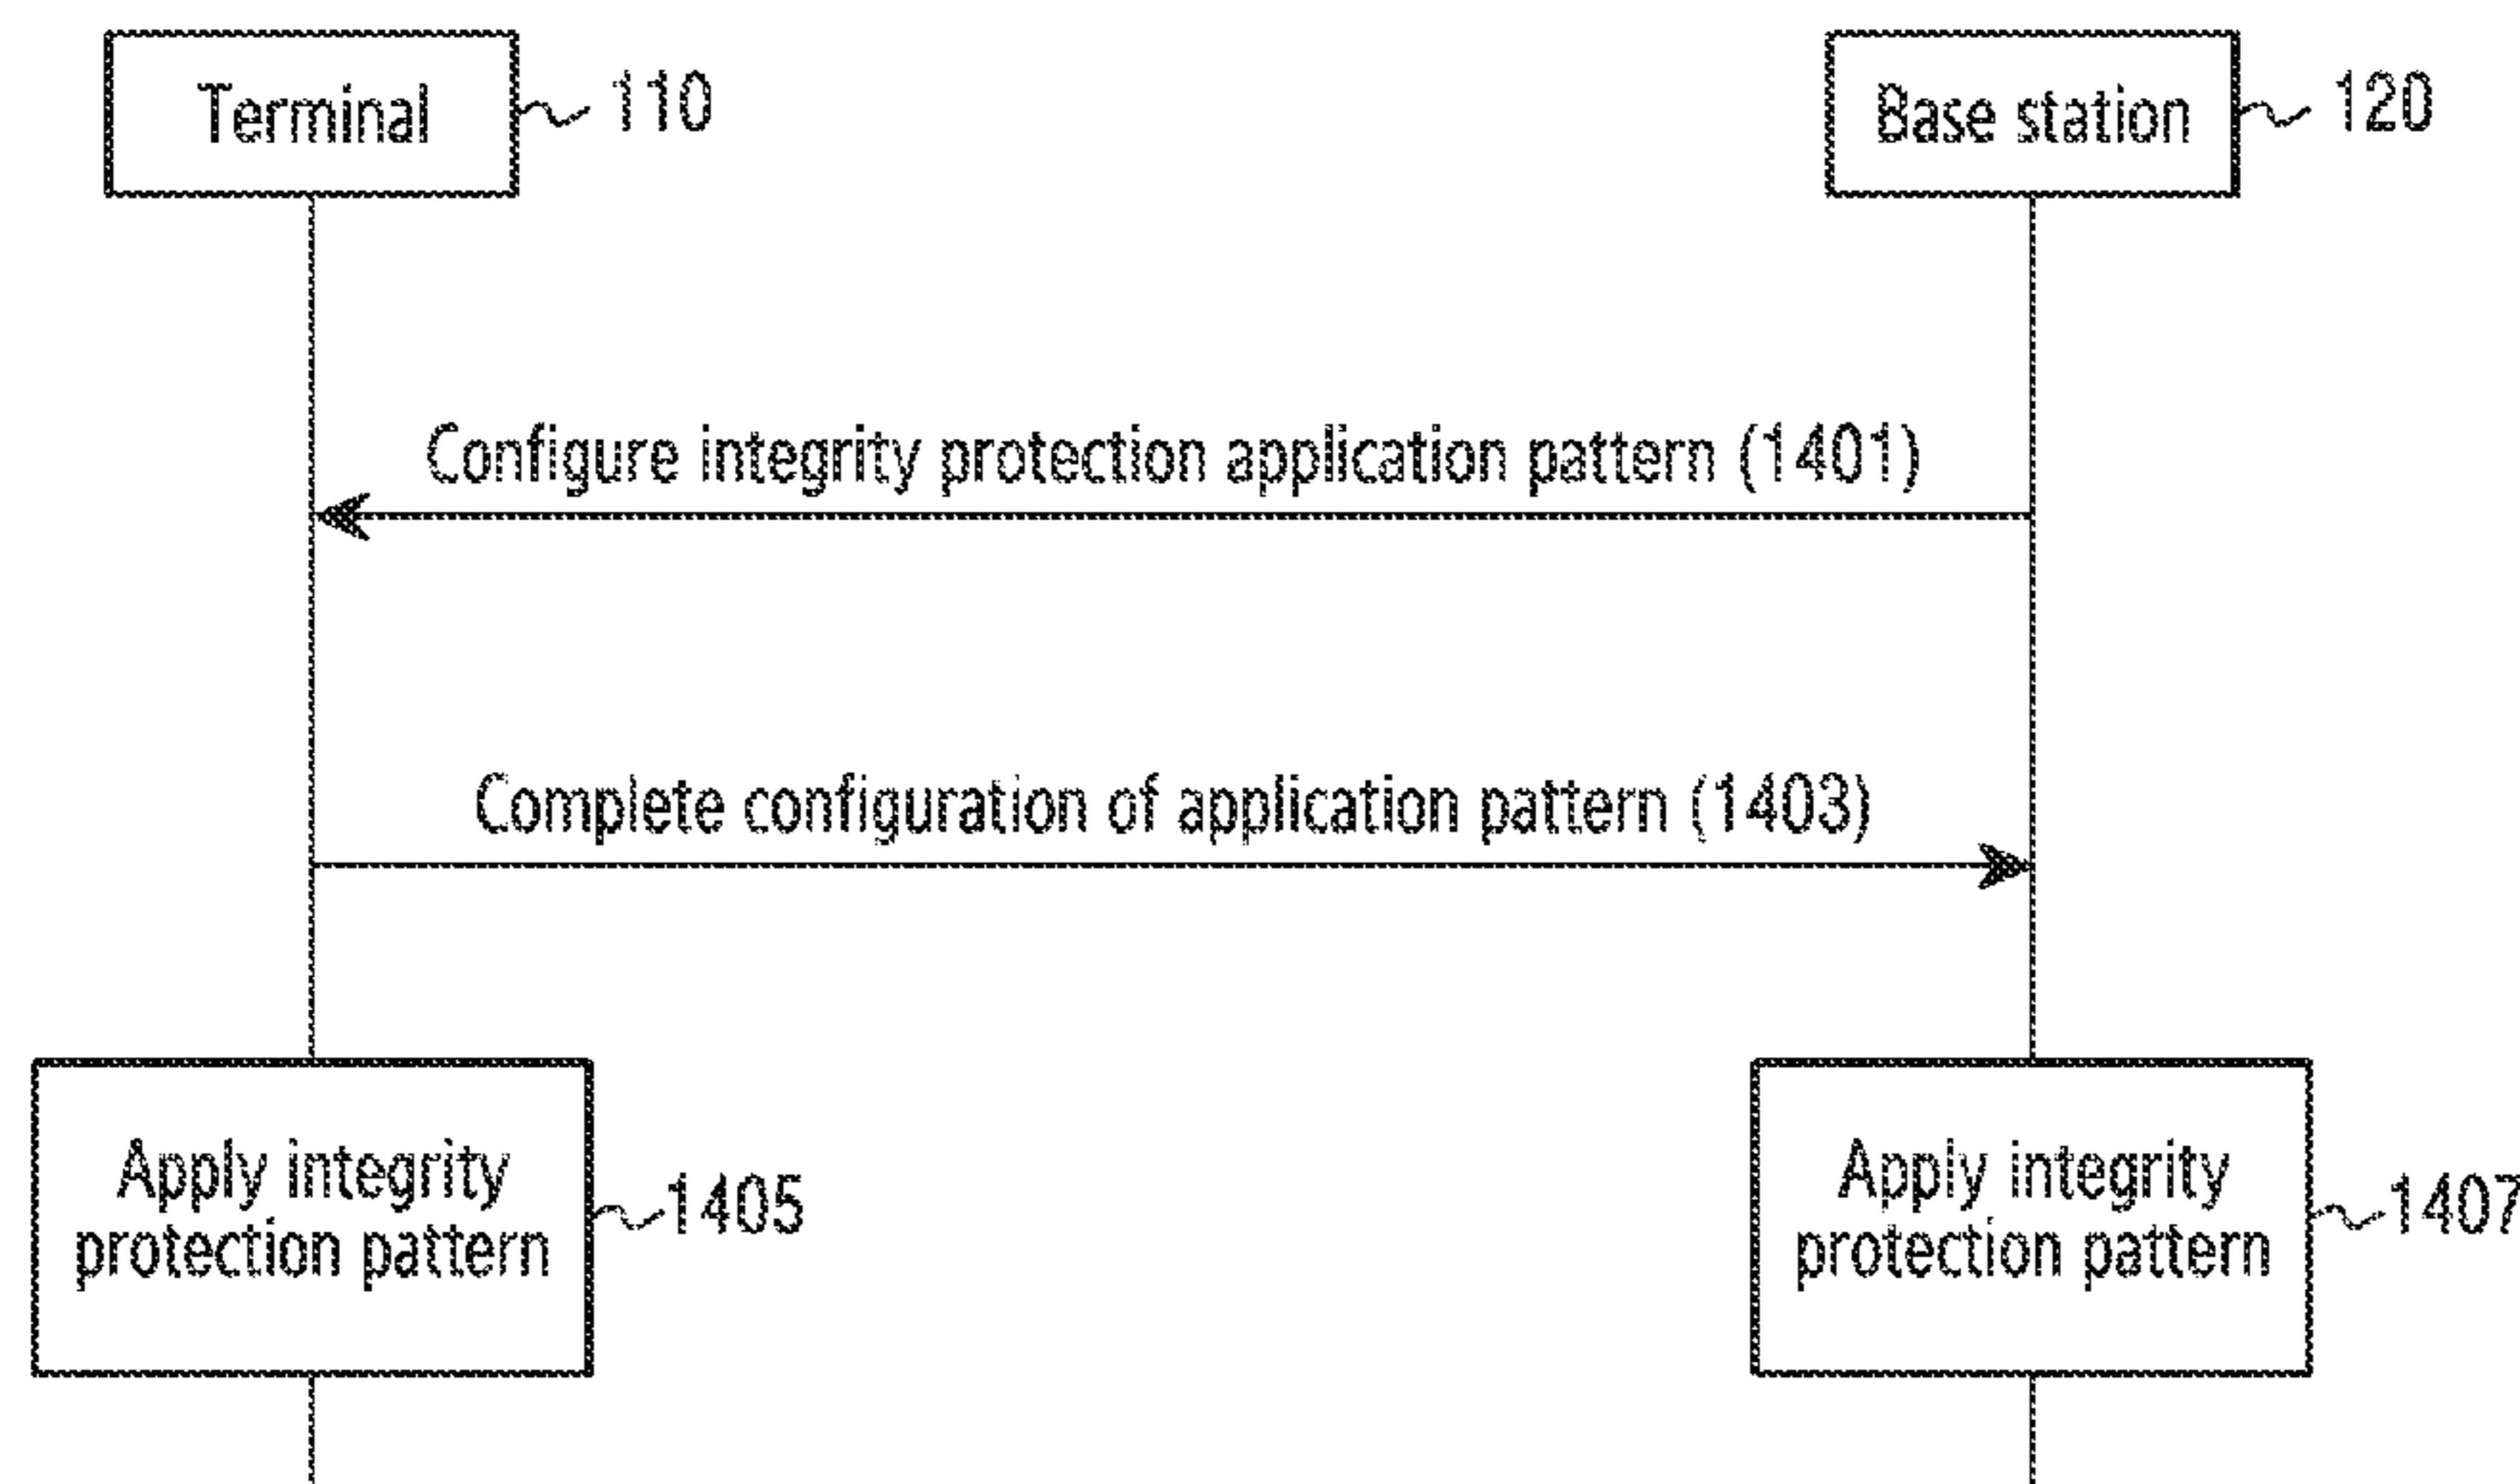 Terminal
110
Base station
120
Configure integrity protection application pattern (1401)
Complete configuration of application pattern (1403)
Apply integrity
protection pattern
1405
Apply integrity
protection pattern
1407